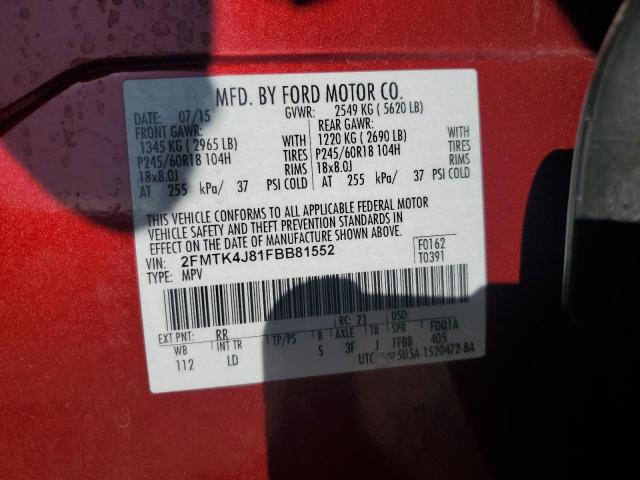 MFD. BY FORD MOTOR CO.
DATE: 07/15 GVWR: 2549 KG ( 5620 LB)
FRONT GAWR: REAR GAWR:
1345 KG ( 2965 LB) WITH 1220 KG ( 2690 LB) WITH
P245/60R18 104H TIRES P245/60R18 104H TIRES
18x8.0J RIMS 18x8.0J RIMS
AT 255 kPa/ 37 PSI COLD AT 255 kPa/ 37 PSI COLD
THIS VEHICLE CONFORMS TO ALL APPLICABLE FEDERAL MOTOR
VEHICLE SAFETY AND THEFT PREVENTION STANDARDS IN
EFFECT ON THE DATE OF MANUFACTURE SHOWN ABOVE.
VIN: 2FMTK4J81FBB81552 F0162
TYPE: MPV T0391
EXT PNT: RR RC: 71 DSO:
WB INT TR TP/PS R AXLE TR SPR FDQ1A
112 LD S 3F J FFBB 405
UTC 5U5A-1520472-BA